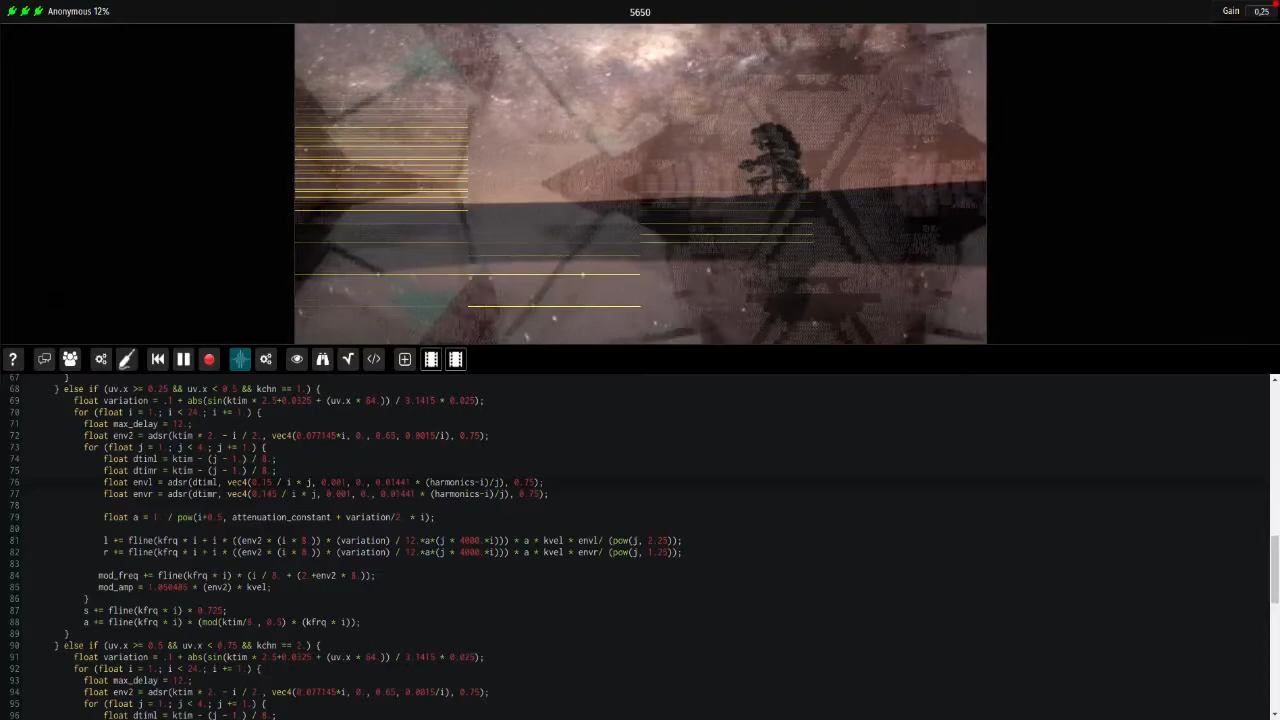 Anonymous 12%
5650
Gain 0,25
67 }
68 } else if (uv.x >= 0.25 && uv.x < 0.5 && kchn == 1.) {
69 float variation = .1 + abs(sin(ktim * 2.5+0.0325 + (uv.x * 64.)) / 3.1415 * 0.025);
70 for (float i = 1.; i < 24.; i += 1.) {
71 float max_delay = 12.;
72 float env2 = adsr(ktim * 2. - i / 2., vec4(0.077145*i, 0., 0.65, 0.0015/i), 0.75);
73 for (float j = 1.; j < 4.; j += 1.) {
74 float dtiml = ktim - (j - 1.) / 8.;
75 float dtimr = ktim - (j - 1.) / 8.;
76 float envl = adsr(dtiml, vec4(0.15 / i * j, 0.001, 0., 0.01441 * (harmonics-i)/j), 0.75);
77 float envr = adsr(dtimr, vec4(0.145 / i * j, 0.001, 0., 0.01441 * (harmonics-i)/j), 0.75);
78
79 float a = 1. / pow(i+0.5, attenuation_constant + variation/2. * i);
80
81 l += fline(kfrq * i + i * ((env2 * (i * 8.)) * (variation) / 12.*a*(j * 4000.*i))) * a * kvel * envl/ (pow(j, 2.25));
82 r += fline(kfrq * i + i * ((env2 * (i * 8.)) * (variation) / 12.*a*(j * 4000.*i))) * a * kvel * envr/ (pow(j, 1.25));
83
84 mod_freq += fline(kfrq * i) * (i / 8. + (2.+env2 * 8.));
85 mod_amp = 1.050485 * (env2) * kvel;
86 }
87 s += fline(kfrq * i) * 0.725;
88 a += fline(kfrq * i) * (mod(ktim/8., 0.5) * (kfrq * i));
89 }
90 } else if (uv.x >= 0.5 && uv.x < 0.75 && kchn == 2.) {
91 float variation = .1 + abs(sin(ktim * 2.5+0.0325 + (uv.x * 64.)) / 3.1415 * 0.025);
92 for (float i = 1.; i < 24.; i += 1.) {
93 float max_delay = 12.;
94 float env2 = adsr(ktim * 2. - i / 2., vec4(0.077145*i, 0., 0.65, 0.0015/i), 0.75);
95 for (float j = 1.; j < 4.; j += 1.) {
96 float dtiml = ktim - (j - 1.) / 8.;